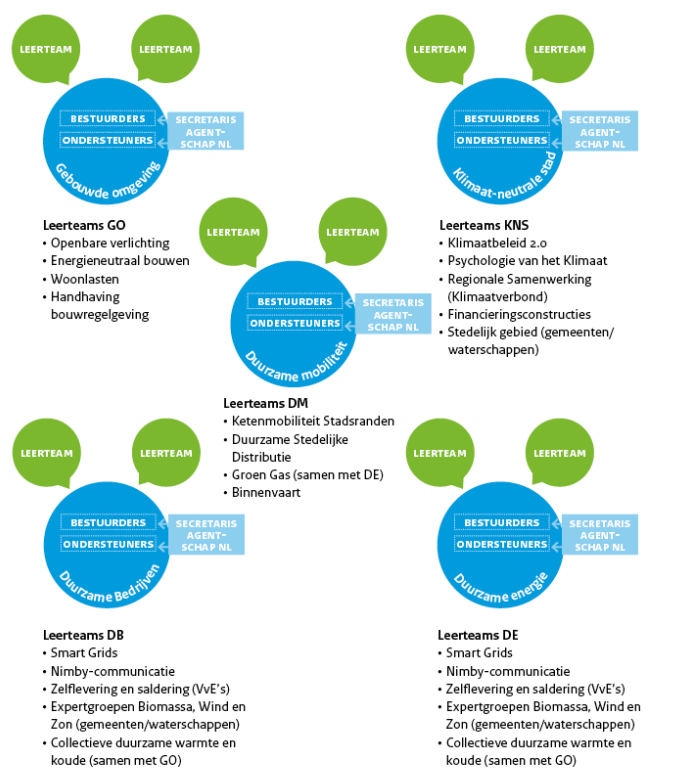 LEERTEAM
LEERTEAM
BESTUURDERS
ONDERSTEUNERS
SECRETARIS
AGENT-
SCHAP NL
Gebouwde omgeving
Leerteams GO
• Openbare verlichting
• Energieneutraal bouwen
• Woonlasten
• Handhaving
bouwregelgeving
LEERTEAM
LEERTEAM
BESTUURDERS
ONDERSTEUNERS
SECRETARIS
AGENT-
SCHAP NL
Klimaat-neutrale stad
Leerteams KNS
• Klimaatbeleid 2.0
• Psychologie van het Klimaat
• Regionale Samenwerking
(Klimaatverbond)
• Financieringsconstructies
• Stedelijk gebied (gemeenten/
waterschappen)
LEERTEAM
LEERTEAM
BESTUURDERS
ONDERSTEUNERS
SECRETARIS
AGENT-
SCHAP NL
Duurzame mobiliteit
Leerteams DM
• Ketenmobiliteit Stadsranden
• Duurzame Stedelijke
Distributie
• Groen Gas (samen met DE)
• Binnenvaart
LEERTEAM
LEERTEAM
BESTUURDERS
ONDERSTEUNERS
SECRETARIS
AGENT-
SCHAP NL
Duurzame Bedrijven
Leerteams DB
• Smart Grids
• Nimby-communicatie
• Zelflevering en saldering (VvE's)
• Expertgroepen Biomassa, Wind en
Zon (gemeenten/waterschappen)
• Collectieve duurzame warmte en
koude (samen met GO)
LEERTEAM
LEERTEAM
BESTUURDERS
ONDERSTEUNERS
SECRETARIS
AGENT-
SCHAP NL
Duurzame energie
Leerteams DE
• Smart Grids
• Nimby-communicatie
• Zelflevering en saldering (VvE's)
• Expertgroepen Biomassa, Wind en
Zon (gemeenten/waterschappen)
• Collectieve duurzame warmte en
koude (samen met GO)